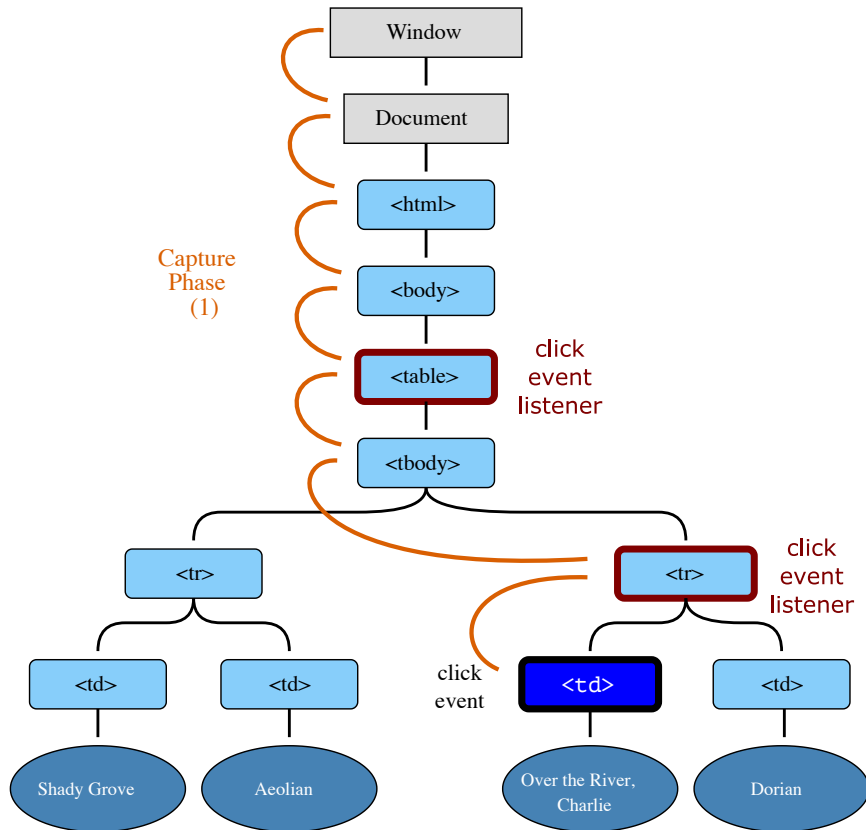 Window
Document
<html>
Capture
Phase
(1)
<body>
click
event
listener
<table>
<tbody>
<tr>
<tr>
click
event
listener
<td>
<td>
click
event
<td>
<td>
Shady Grove
Aeolian
Over the River,
Charlie
Dorian